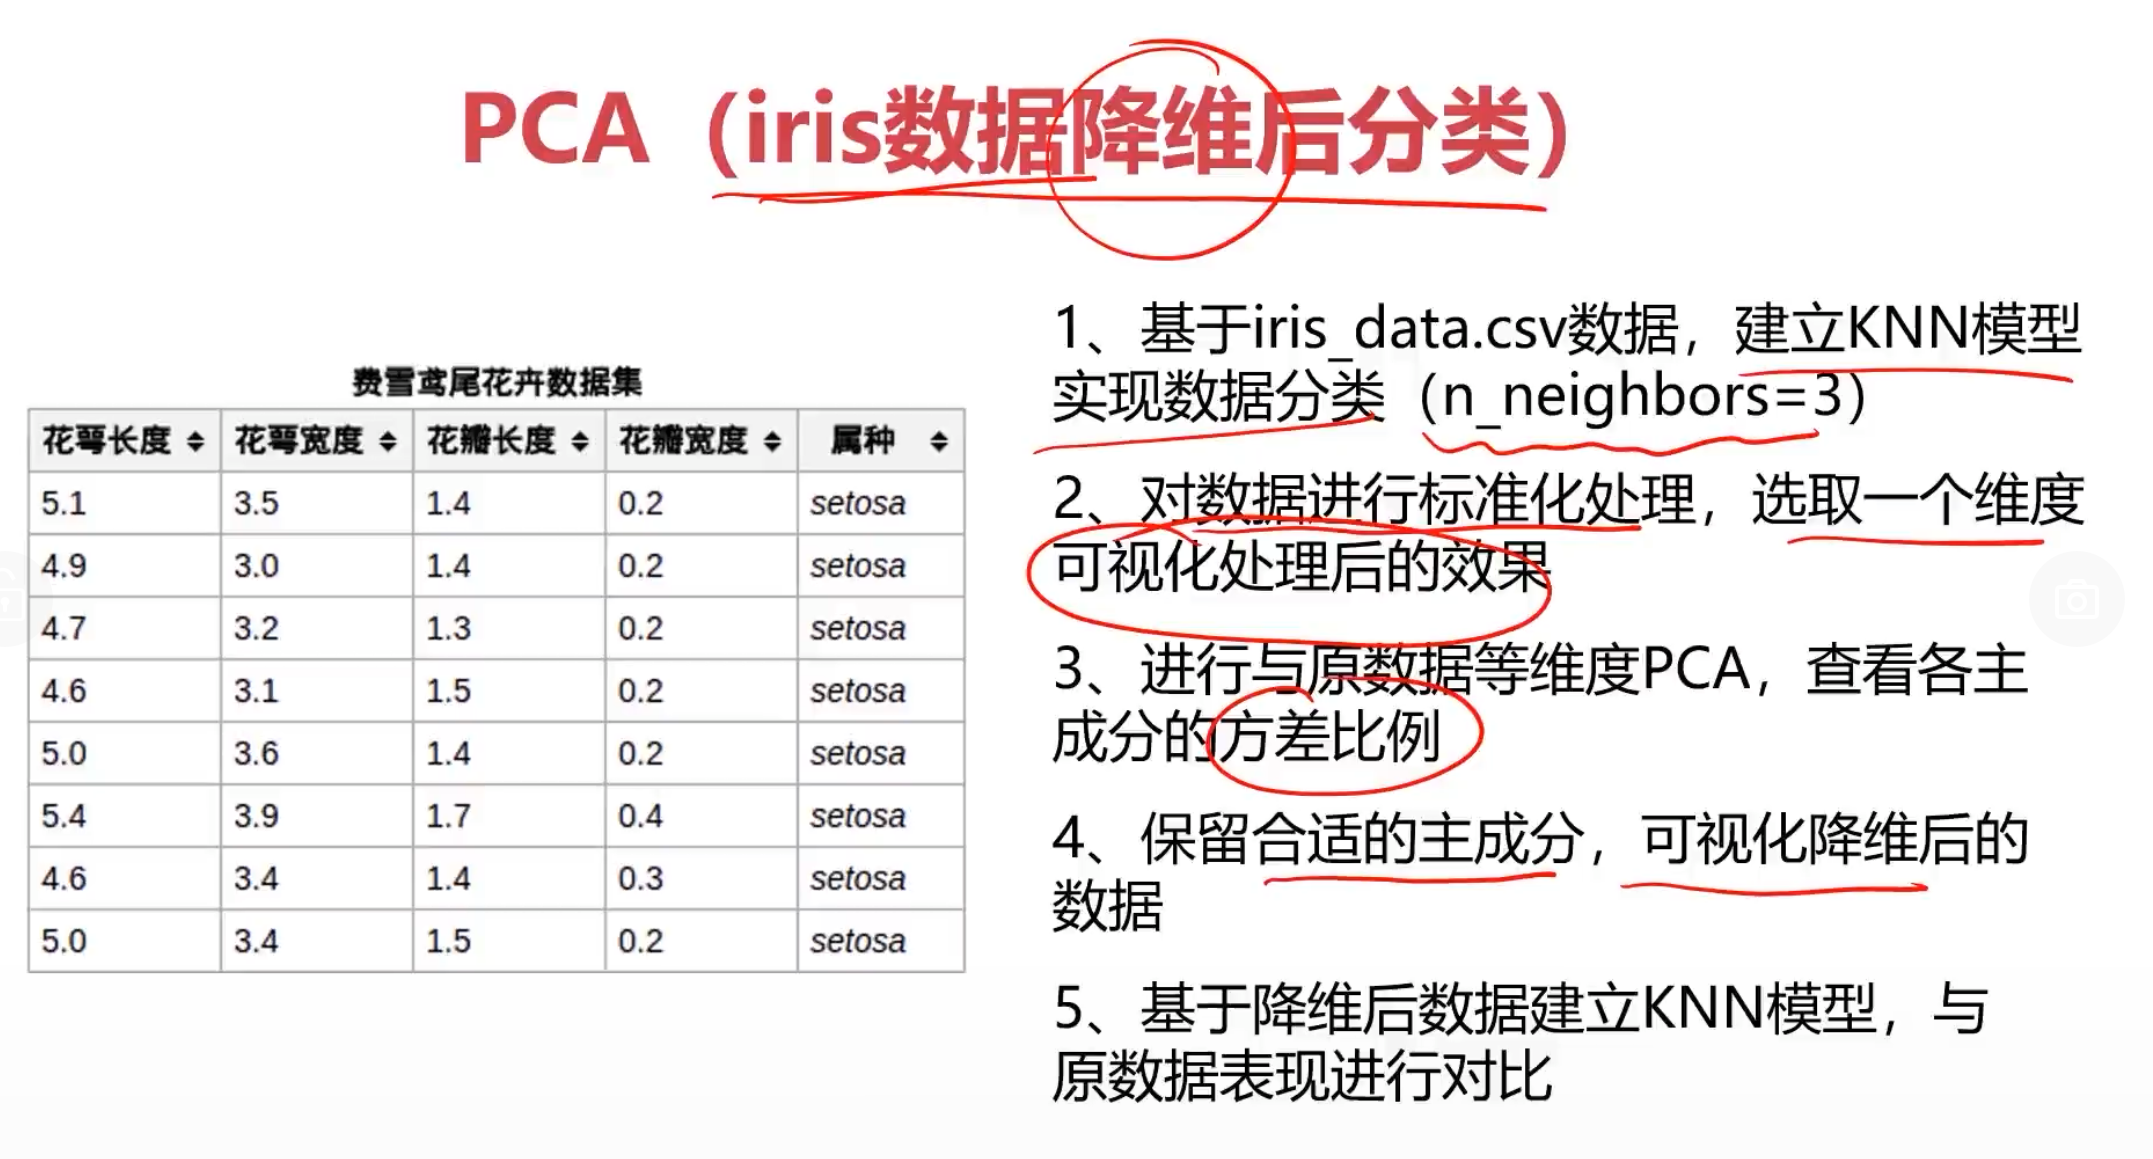 PCA（iris数据降维后分类）
费雪鸢尾花卉数据集
花萼长度 花萼宽度 花瓣长度 花瓣宽度 属种
5.1 3.5 1.4 0.2 setosa
4.9 3.0 1.4 0.2 setosa
4.7 3.2 1.3 0.2 setosa
4.6 3.1 1.5 0.2 setosa
5.0 3.6 1.4 0.2 setosa
5.4 3.9 1.7 0.4 setosa
4.6 3.4 1.4 0.3 setosa
5.0 3.4 1.5 0.2 setosa
1、基于iris_data.csv数据，建立KNN模型
实现数据分类（n_neighbors=3）
2、对数据进行标准化处理，选取一个维度
可视化处理后的效果
3、进行与原数据等维度PCA，查看各主
成分的方差比例
4、保留合适的主成分，可视化降维后的
数据
5、基于降维后数据建立KNN模型，与
原数据表现进行对比